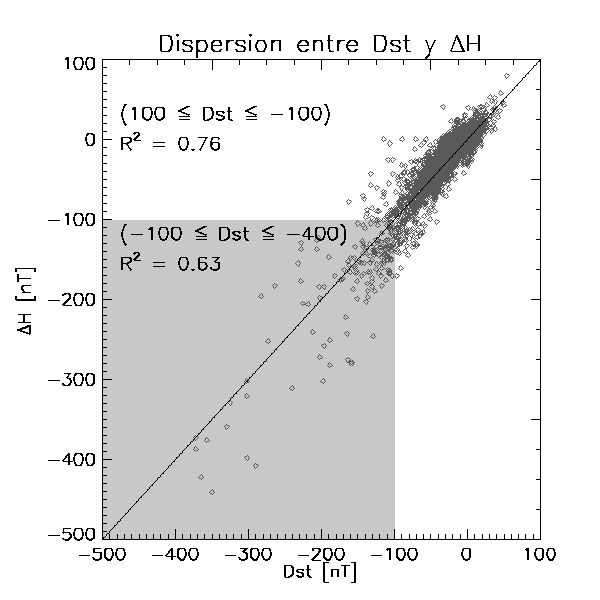 Dispersion entre Dst y ΔH
100
0
−100
−200
−300
−400
−500
ΔH [nT]
(100 ≦ Dst ≦ −100)
R² = 0.76
(−100 ≦ Dst ≦ −400)
R² = 0.63
−500 −400 −300 −200 −100 0 100
Dst [nT]